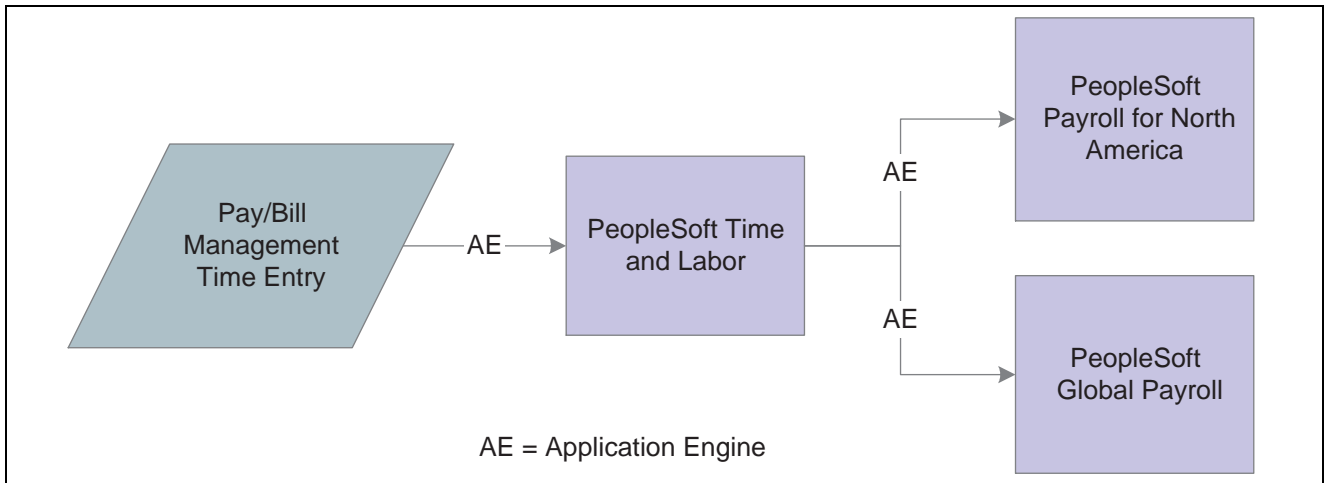 Pay/Bill
Management
Time Entry
AE
PeopleSoft Time
and Labor
AE
PeopleSoft
Payroll for North
America
AE
PeopleSoft
Global Payroll
AE = Application Engine